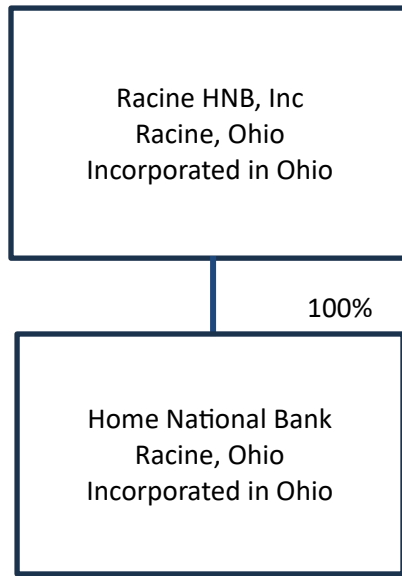 Racine HNB, Inc
Racine, Ohio
Incorporated in Ohio
100%
Home National Bank
Racine, Ohio
Incorporated in Ohio